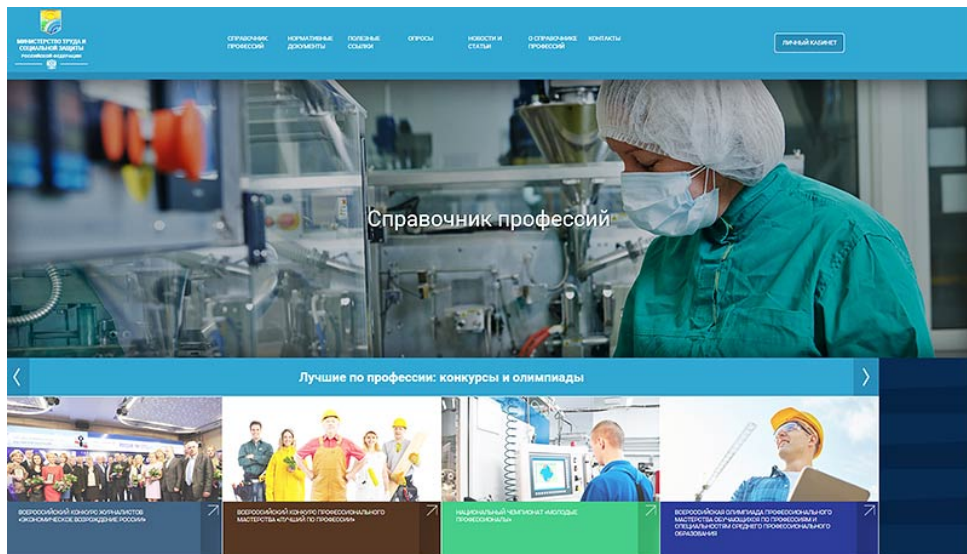 МИНИСТЕРСТВО ТРУДА И
СОЦИАЛЬНОЙ ЗАЩИТЫ
РОССИЙСКОЙ ФЕДЕРАЦИИ
СПРАВОЧНИК
ПРОФЕССИЙ
НОРМАТИВНЫЕ
ДОКУМЕНТЫ
ПОЛЕЗНЫЕ
ССЫЛКИ
ОПРОСЫ
НОВОСТИ И
СТАТЬИ
О СПРАВОЧНИКЕ
ПРОФЕССИЙ
КОНТАКТЫ
ЛИЧНЫЙ КАБИНЕТ
Справочник профессий
Лучшие по профессии: конкурсы и олимпиады
ВСЕРОССИЙСКИЙ КОНКУРС ЖУРНАЛИСТОВ
«ЭКОНОМИЧЕСКОЕ ВОЗРОЖДЕНИЕ РОССИИ»
ВСЕРОССИЙСКИЙ КОНКУРС ПРОФЕССИОНАЛЬНОГО
МАСТЕРСТВА «ЛУЧШИЙ ПО ПРОФЕССИИ»
НАЦИОНАЛЬНЫЙ ЧЕМПИОНАТ «МОЛОДЫЕ
ПРОФЕССИОНАЛЫ»
ВСЕРОССИЙСКАЯ ОЛИМПИАДА ПРОФЕССИОНАЛЬНОГО
МАСТЕРСТВА ОБУЧАЮЩИХСЯ ПО ПРОФЕССИЯМ И
СПЕЦИАЛЬНОСТЯМ СРЕДНЕГО ПРОФЕССИОНАЛЬНОГО
ОБРАЗОВАНИЯ